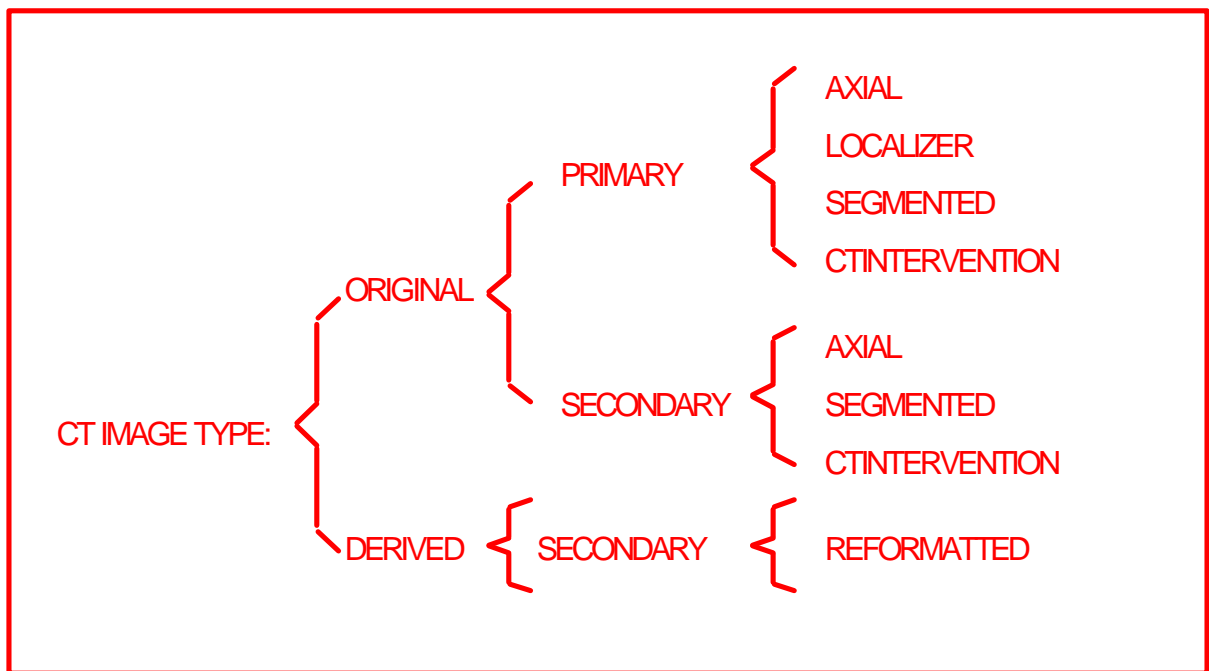 AXIAL
LOCALIZER
PRIMARY
SEGMENTED
CTINTERVENTION
ORIGINAL
AXIAL
SECONDARY
SEGMENTED
CT IMAGE TYPE:
CTINTERVENTION
DERIVED SECONDARY REFORMATTED